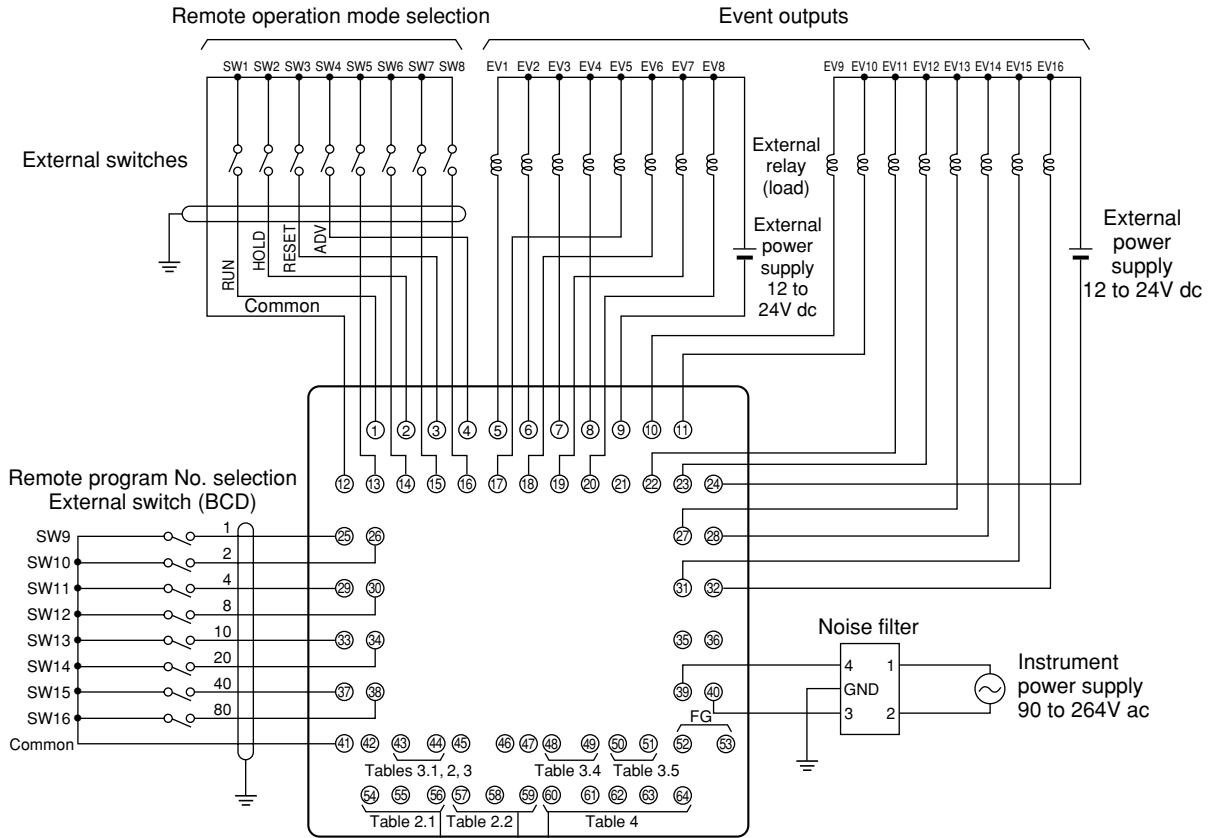 Remote operation mode selection
Event outputs
SW1 SW2 SW3 SW4 SW5 SW6 SW7 SW8
EV1 EV2 EV3 EV4 EV5 EV6 EV7 EV8
EV9 EV10 EV11 EV12 EV13 EV14 EV15 EV16
External switches
External
relay
(load)
External
power
supply
12 to
24V dc
External
power
supply
12 to 24V dc
RUN
HOLD
RESET
ADV
Common
1 2 3 4 5 6 7 8 9 10 11
12 13 14 15 16 17 18 19 20 21 22 23 24
Remote program No. selection
External switch (BCD)
SW9 1 25 26 27 28
SW10 2
SW11 4 29 30 31 32
SW12 8
SW13 10 33 34 35 36
SW14 20
SW15 40 37 38 39 40
SW16 80
Common 41 42 43 44 45 46 47 48 49 50 51 52 53
FG
Noise filter
4 1
GND
3 2
Instrument
power supply
90 to 264V ac
Tables 3.1, 2, 3 Table 3.4 Table 3.5
54 55 56 57 58 59 60 61 62 63 64
Table 2.1 Table 2.2 Table 4